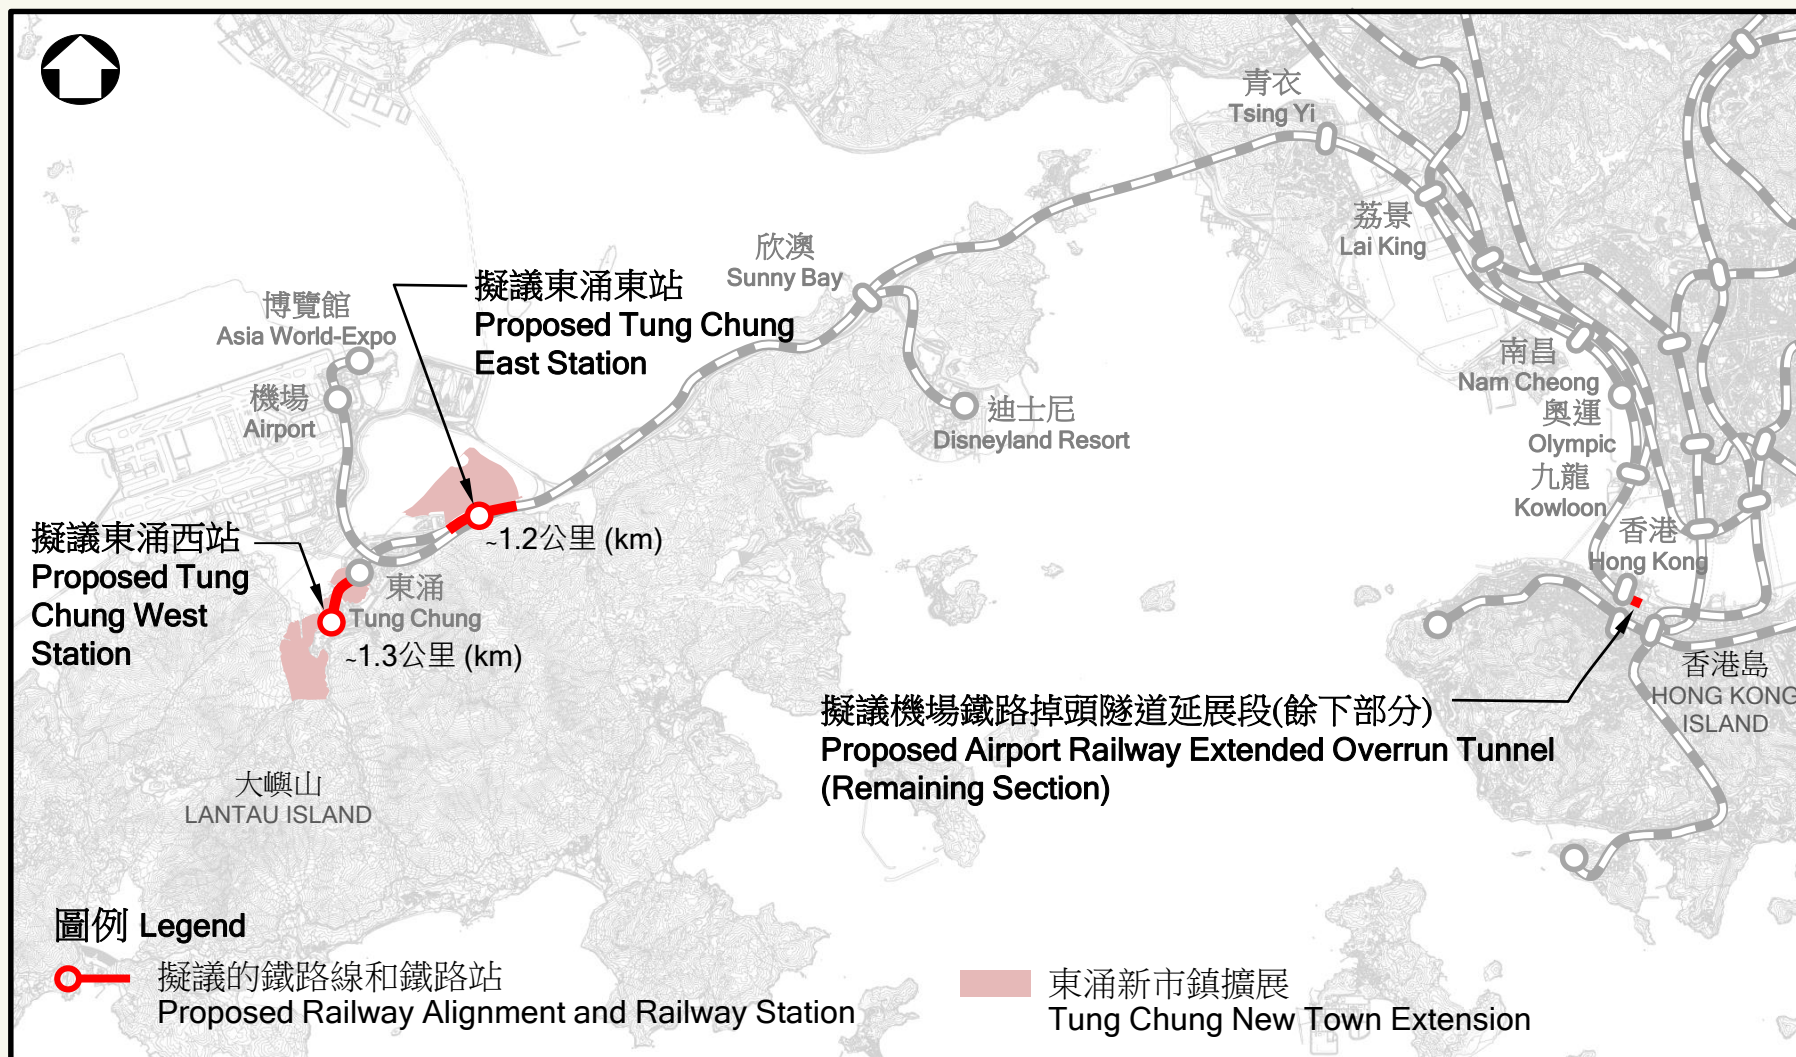 青衣
Tsing Yi
荔景
Lai King
欣澳
Sunny Bay
擬議東涌東站
Proposed Tung Chung
East Station
博覽館
Asia World-Expo
機場
Airport
南昌
Nam Cheong
奧運
Olympic
九龍
Kowloon
迪士尼
Disneyland Resort
香港
Hong Kong
擬議東涌西站
Proposed Tung
Chung West
Station
~1.2公里 (km)
東涌
Tung Chung
~1.3公里 (km)
香港島
HONG KONG
ISLAND
擬議機場鐵路掉頭隧道延展段(餘下部分)
Proposed Airport Railway Extended Overrun Tunnel
(Remaining Section)
大嶼山
LANTAU ISLAND
圖例 Legend
擬議的鐵路線和鐵路站
Proposed Railway Alignment and Railway Station
東涌新市鎮擴展
Tung Chung New Town Extension